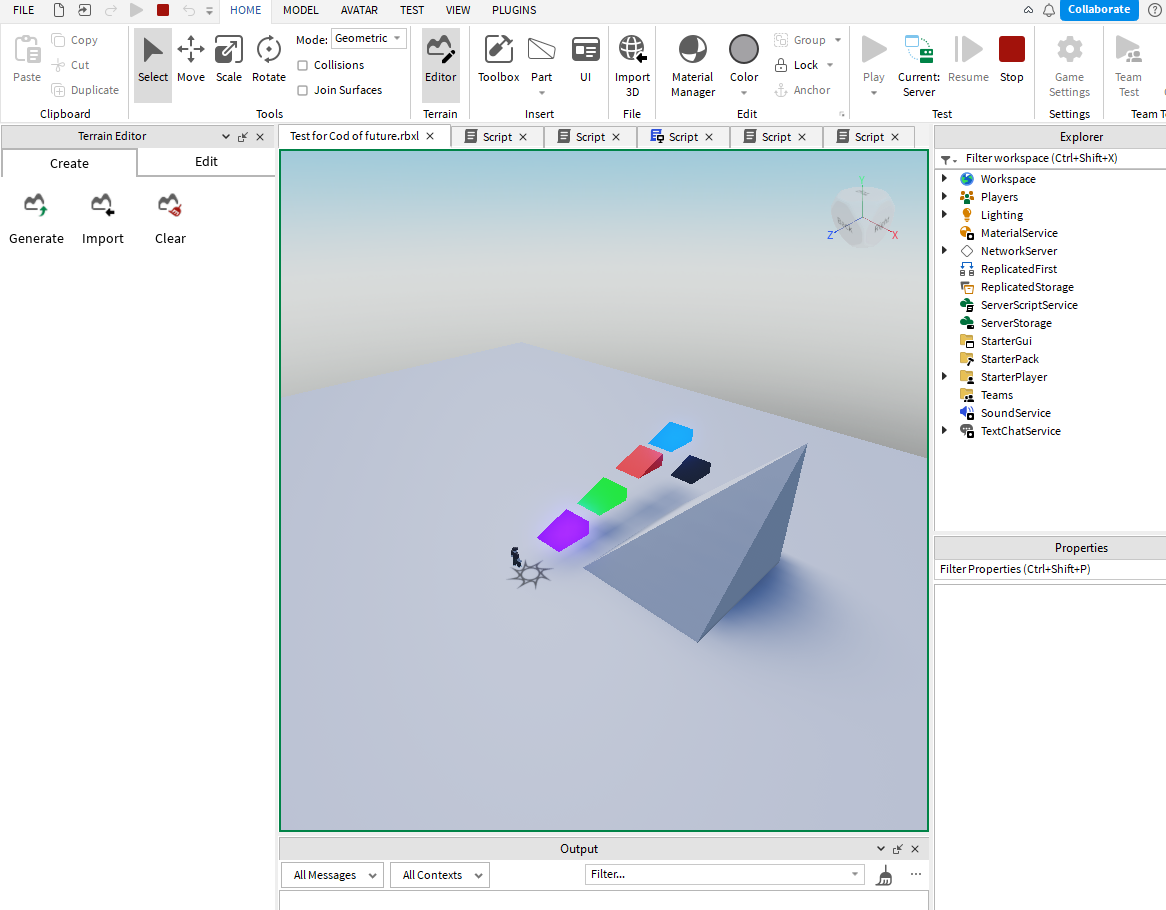 FILE
HOME
MODEL
AVATAR
TEST
VIEW
PLUGINS
Collaborate
Paste
Copy
Cut
Duplicate
Clipboard
Select
Move
Scale
Rotate
Mode: Geometric
Collisions
Join Surfaces
Tools
Editor
Terrain
Toolbox
Part
UI
Insert
Import
3D
File
Material
Manager
Color
Group
Lock
Anchor
Edit
Play
Current:
Server
Resume
Stop
Test
Game
Settings
Settings
Team
Test
Team T
Terrain Editor
Create
Edit
Generate
Import
Clear
Test for Cod of future.rbxl
Script
Script
Script
Script
Script
Y
Z
X
Explorer
Filter workspace (Ctrl+Shift+X)
Workspace
Players
Lighting
MaterialService
NetworkServer
ReplicatedFirst
ReplicatedStorage
ServerScriptService
ServerStorage
StarterGui
StarterPack
StarterPlayer
Teams
SoundService
TextChatService
Properties
Filter Properties (Ctrl+Shift+P)
Output
All Messages
All Contexts
Filter...